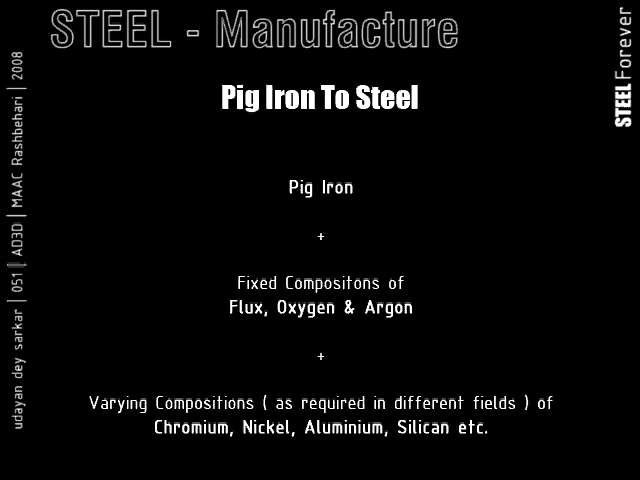 STEEL - Manufacture
Pig Iron To Steel
Pig Iron
+
Fixed Compositons of
Flux, Oxygen & Argon
+
Varying Compositions ( as required in different fields ) of
Chromium, Nickel, Aluminium, Silican etc.
udayan dey sarkar | 051 | AD3D | MAAC Rashbehari | 2008
STEEL Forever